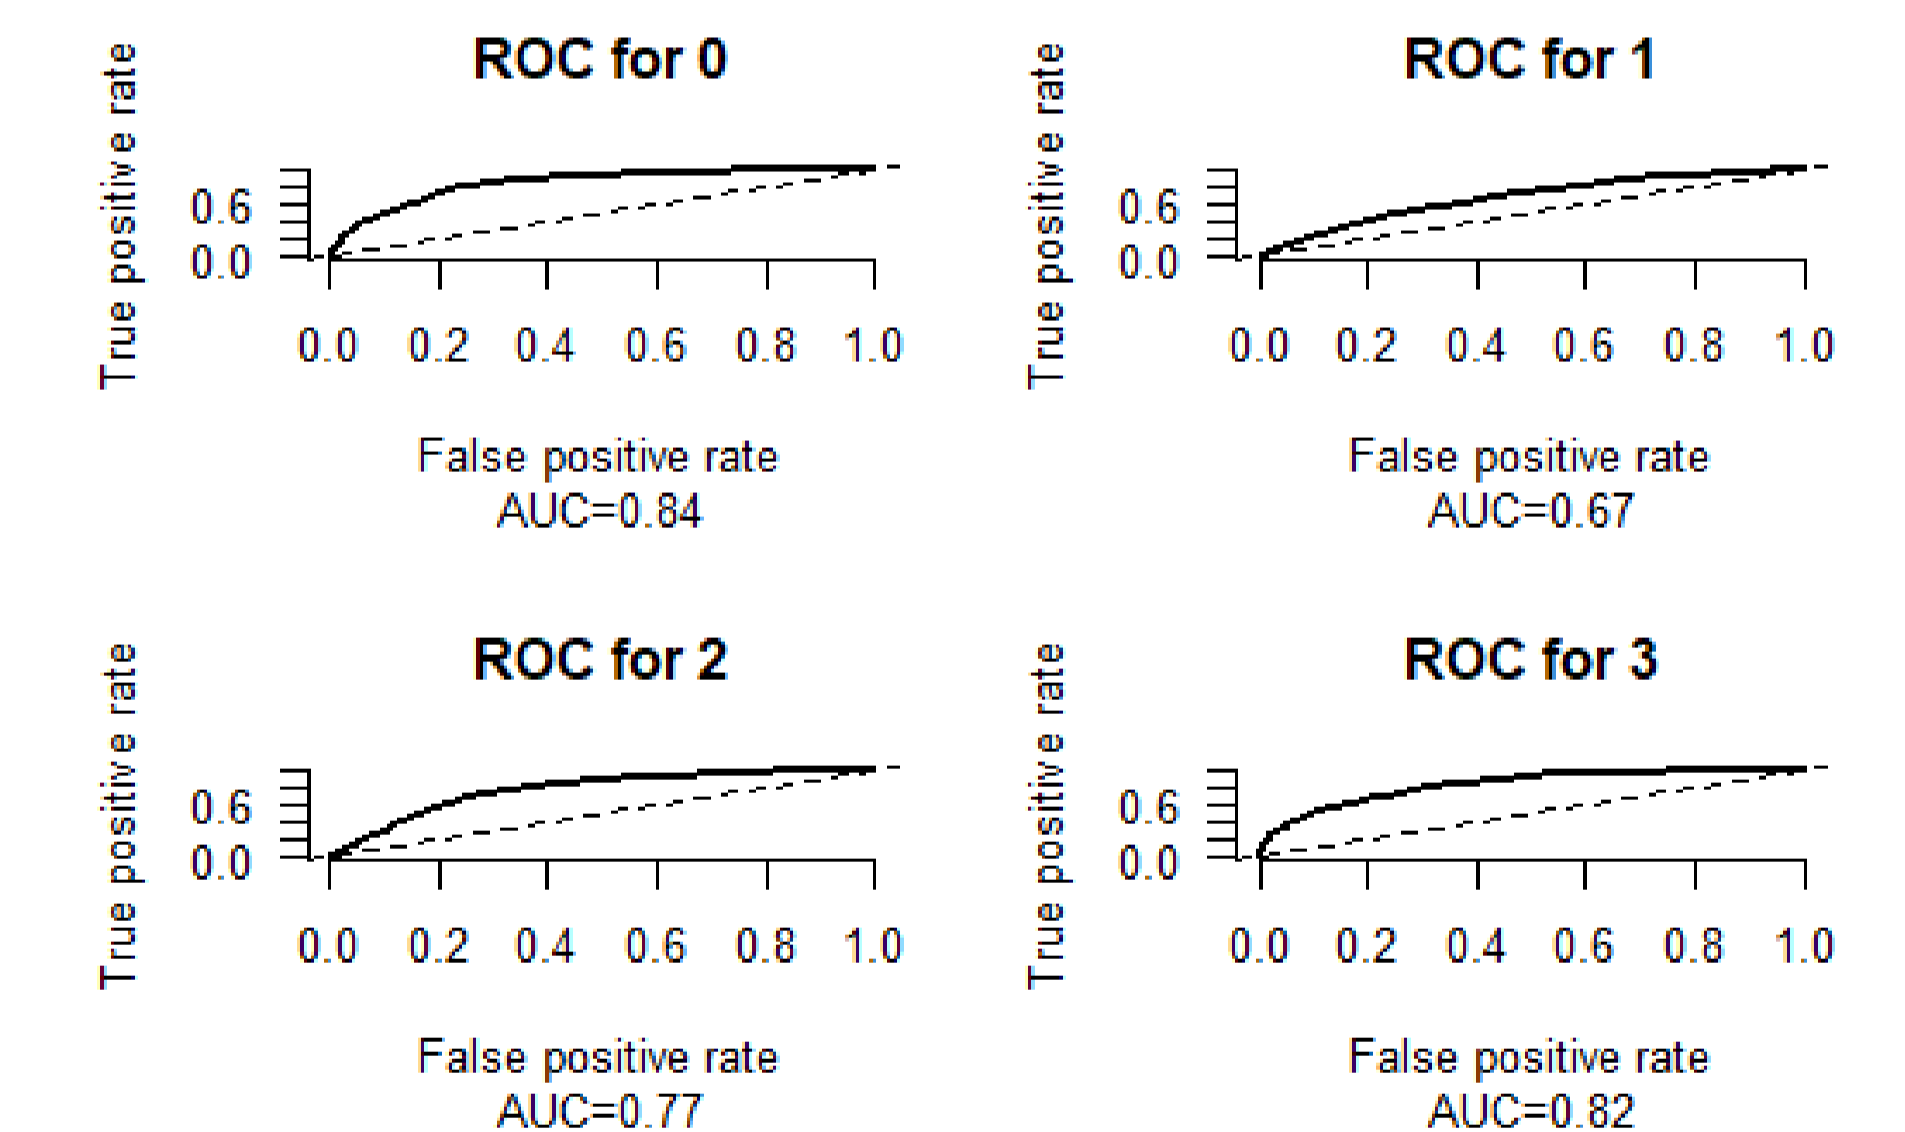 ROC for 0
True positive rate
0.6
0.0
0.0 0.2 0.4 0.6 0.8 1.0
False positive rate
AUC=0.84
ROC for 1
True positive rate
0.6
0.0
0.0 0.2 0.4 0.6 0.8 1.0
False positive rate
AUC=0.67
ROC for 2
True positive rate
0.6
0.0
0.0 0.2 0.4 0.6 0.8 1.0
False positive rate
AUC=0.77
ROC for 3
True positive rate
0.6
0.0
0.0 0.2 0.4 0.6 0.8 1.0
False positive rate
AUC=0.82